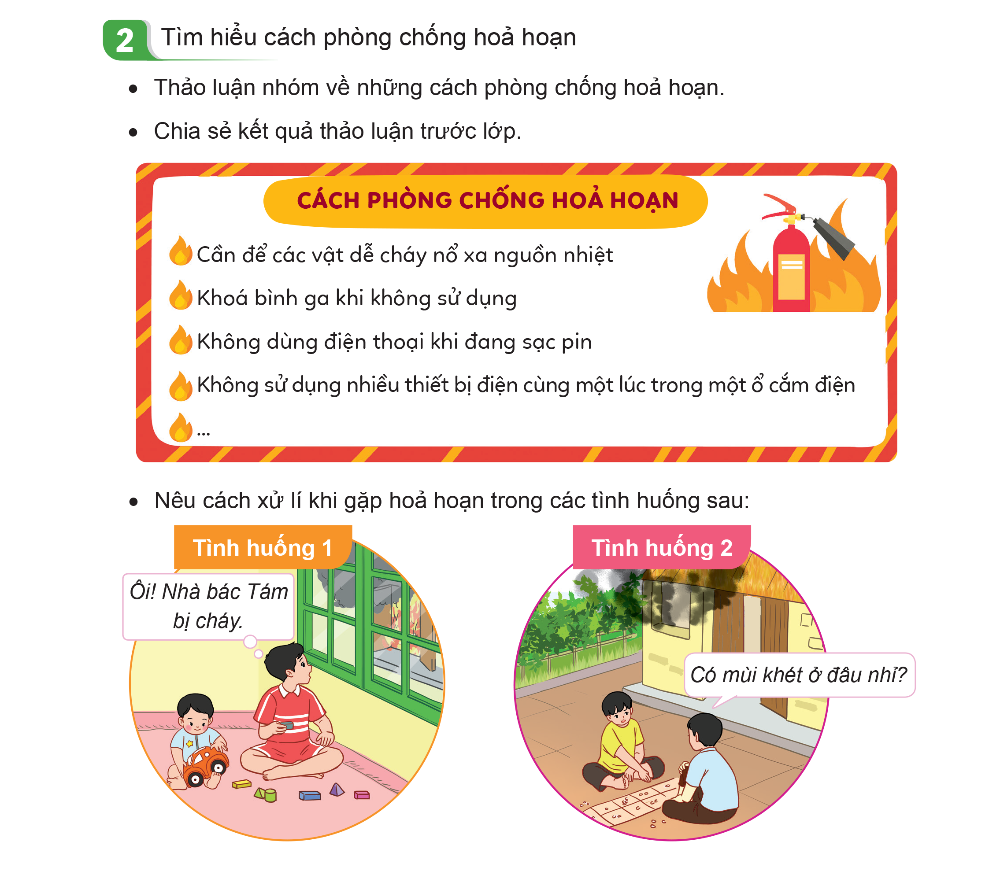 2 Tìm hiểu cách phòng chống hoả hoạn
• Thảo luận nhóm về những cách phòng chống hoả hoạn.
• Chia sẻ kết quả thảo luận trước lớp.
CÁCH PHÒNG CHỐNG HOẢ HOẠN
Cần để các vật dễ cháy nổ xa nguồn nhiệt
Khoá bình ga khi không sử dụng
Không dùng điện thoại khi đang sạc pin
Không sử dụng nhiều thiết bị điện cùng một lúc trong một ổ cắm điện
...
• Nêu cách xử lí khi gặp hoả hoạn trong các tình huống sau:
Tình huống 1
Ôi! Nhà bác Tám
bị cháy.
Tình huống 2
Có mùi khét ở đâu nhỉ?